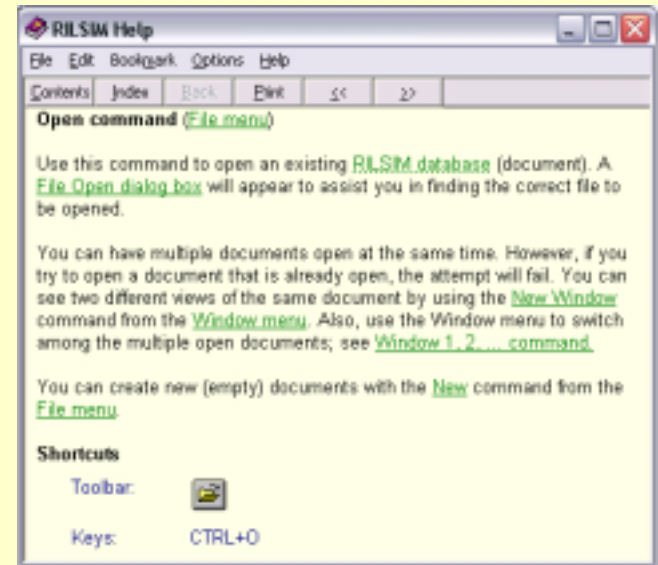 RILSIM Help
File Edit Bookmark Options Help
Contents Index Back Print << >>
Open command (File menu)
Use this command to open an existing RILSIM database (document). A
File Open dialog box will appear to assist you in finding the correct file to
be opened.
You can have multiple documents open at the same time. However, if you
try to open a document that is already open, the attempt will fail. You can
see two different views of the same document by using the New Window
command from the Window menu. Also, use the Window menu to switch
among the multiple open documents; see Window 1, 2, ... command.
You can create new (empty) documents with the New command from the
File menu.
Shortcuts
Toolbar:
Keys: CTRL+O